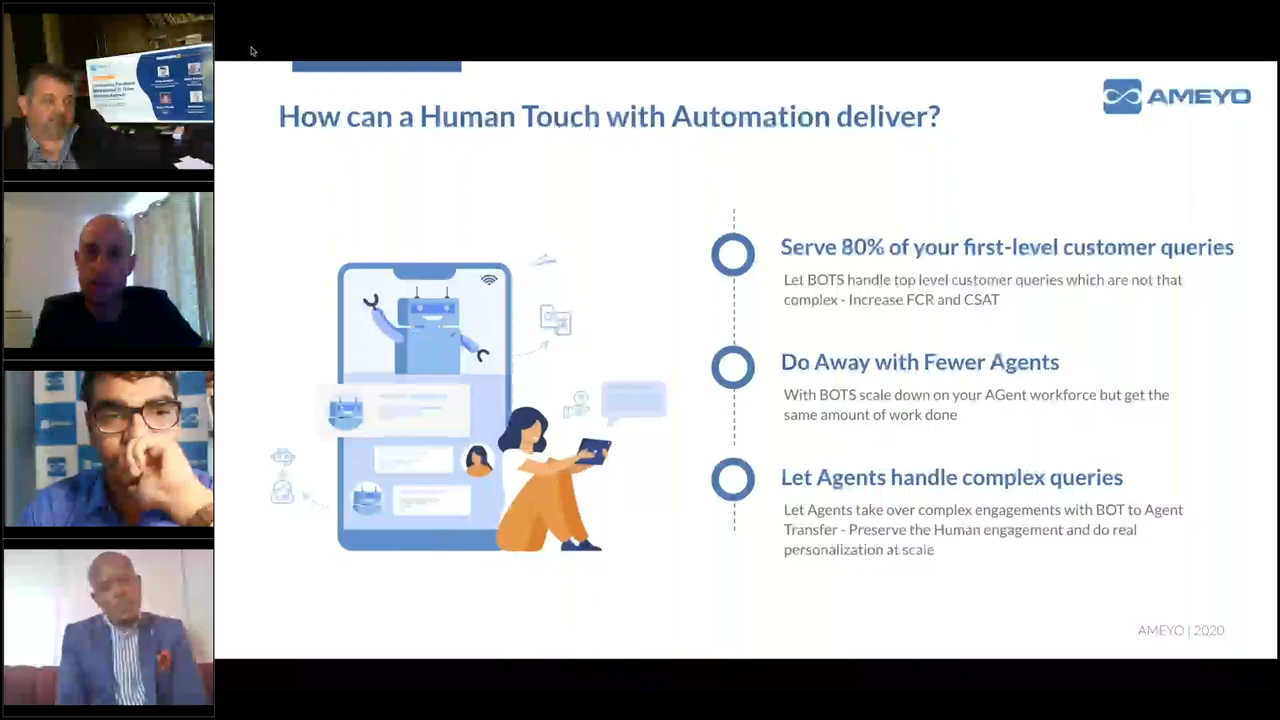 AMEYO
How can a Human Touch with Automation deliver?
Serve 80% of your first-level customer queries
Let BOTS handle top level customer queries which are not that
complex - Increase FCR and CSAT
Do Away with Fewer Agents
With BOTS scale down on your AGent workforce but get the
same amount of work done
Let Agents handle complex queries
Let Agents take over complex engagements with BOT to Agent
Transfer - Preserve the Human engagement and do real
personalization at scale
AMEYO | 2020